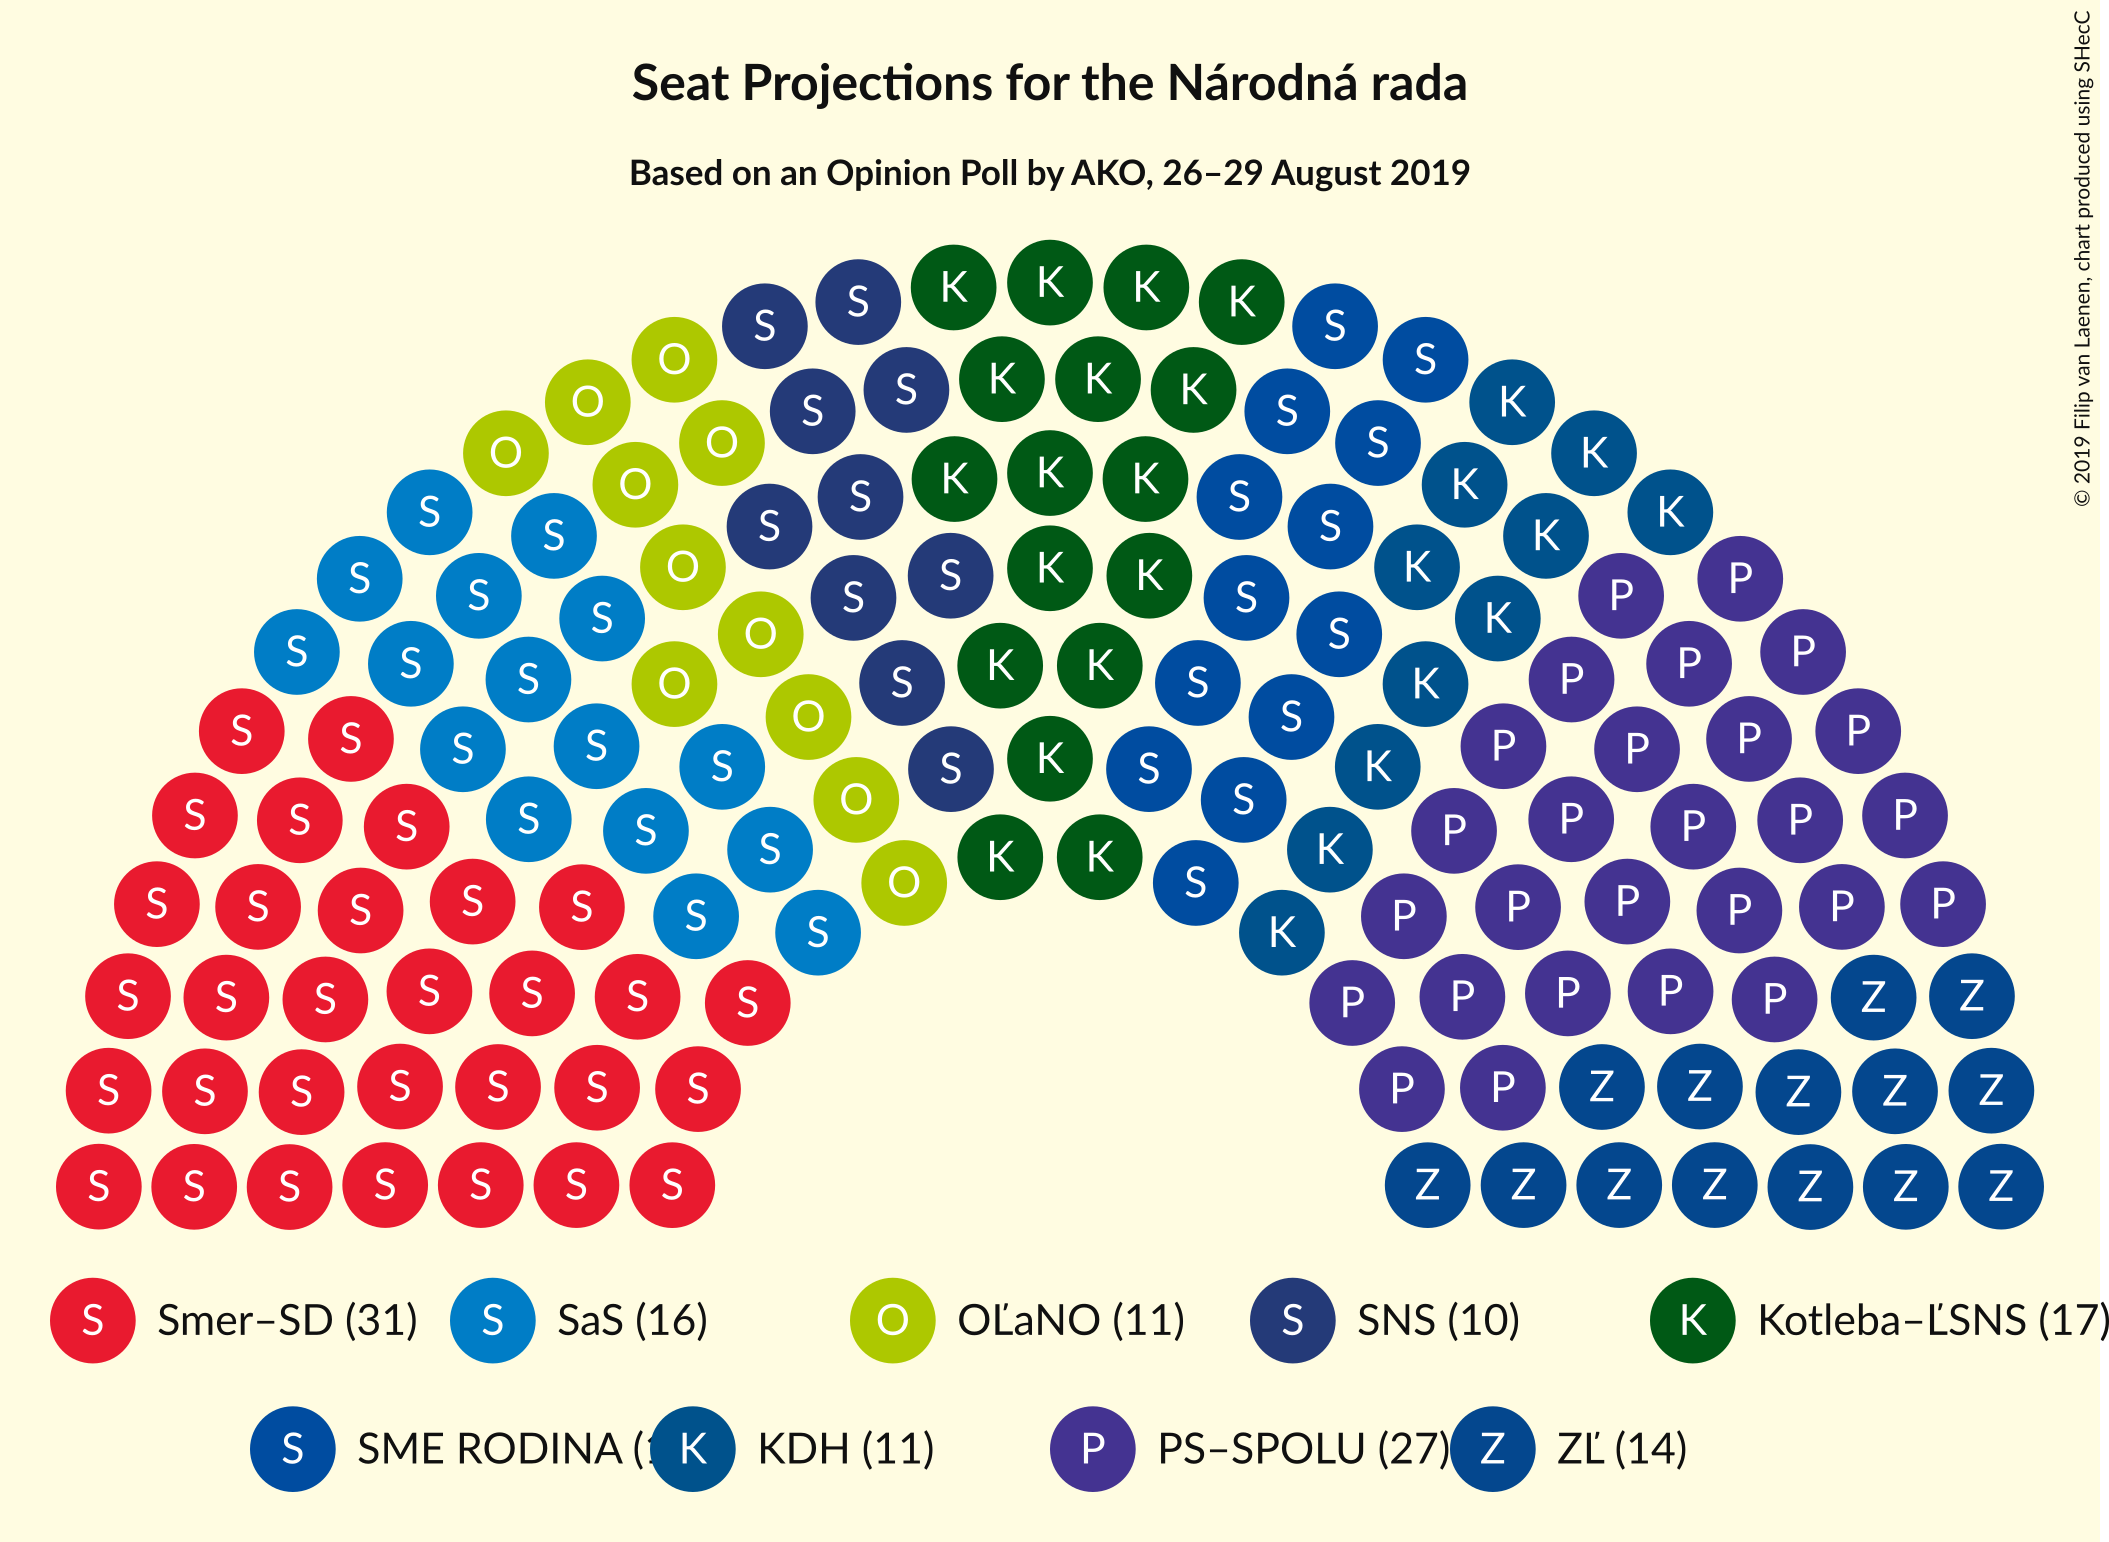 Seat Projections for the Národná rada
Based on an Opinion Poll by AKO, 26–29 August 2019
© 2019 Filip van Laenen, chart produced using SHecC
S K K K K
S S
O S
S K K K
O S S K
O O S K
O S K K K S K
S S S S K K
S O S K K K P
S S S S K P
S S O K K S P P
S O S S K P
S S S S O S P P P P
S S K S K
S S S S S O S P P P P P
S K K K
S S S S S S O S P P P P P P
S K
S S S S S S S P P P P P Z Z
S S S S S S S P P Z Z Z Z Z
S S S S S S S Z Z Z Z Z Z Z
S Smer–SD (31) S SaS (16) O OĽaNO (11) S SNS (10) K Kotleba–ĽSNS (17)
S SME RODINA ( K KDH (11) P PS–SPOLU (27) Z ZĽ (14)